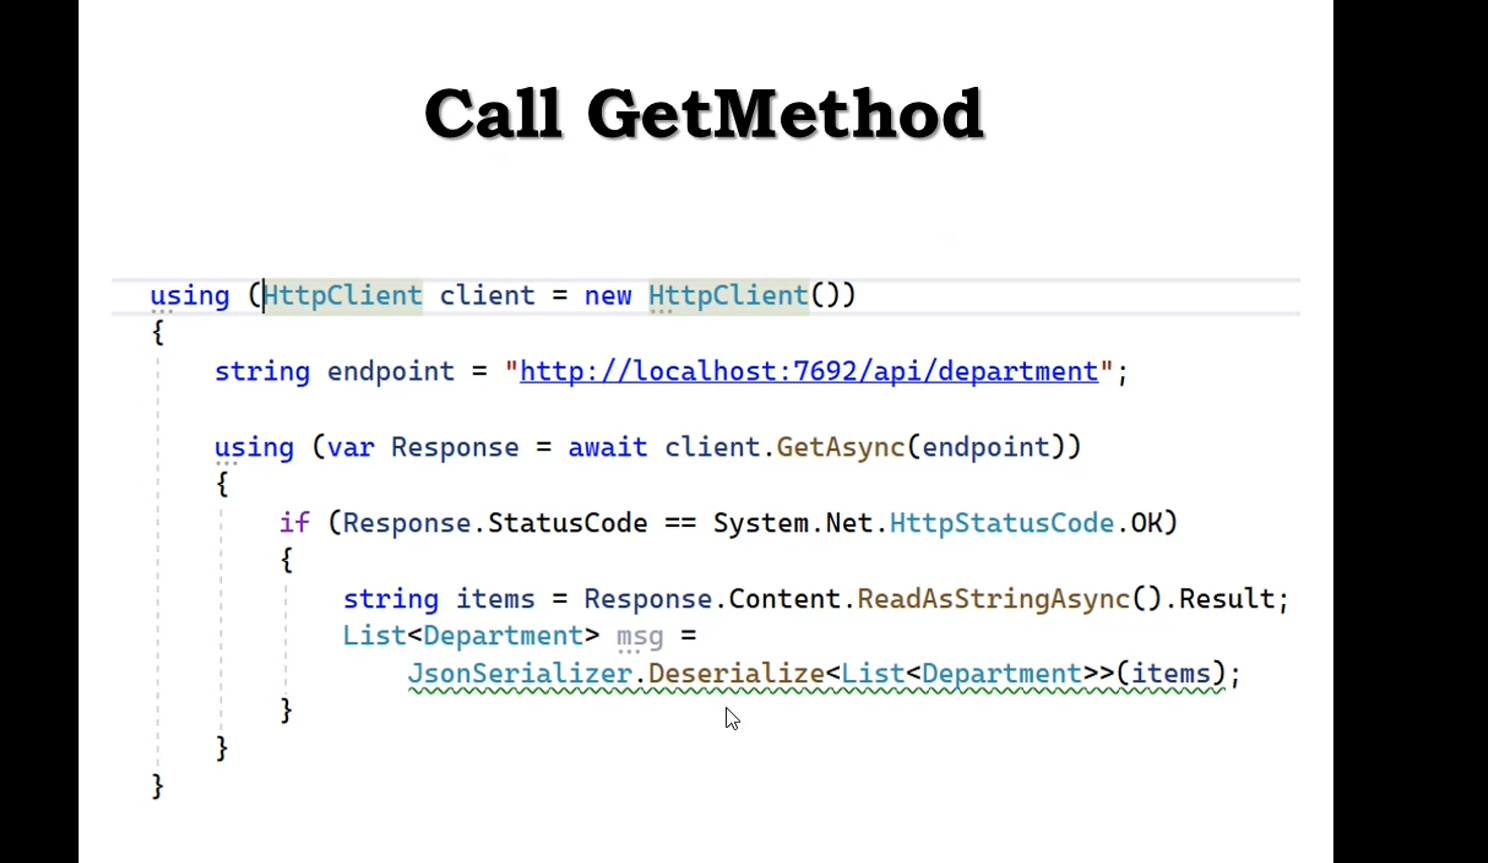 Call GetMethod
using (HttpClient client = new HttpClient())
{
string endpoint = "http://localhost:7692/api/department";
using (var Response = await client.GetAsync(endpoint))
{
if (Response.StatusCode == System.Net.HttpStatusCode.OK)
{
string items = Response.Content.ReadAsStringAsync().Result;
List<Department> msg =
JsonSerializer.Deserialize<List<Department>>(items);
}
}
}